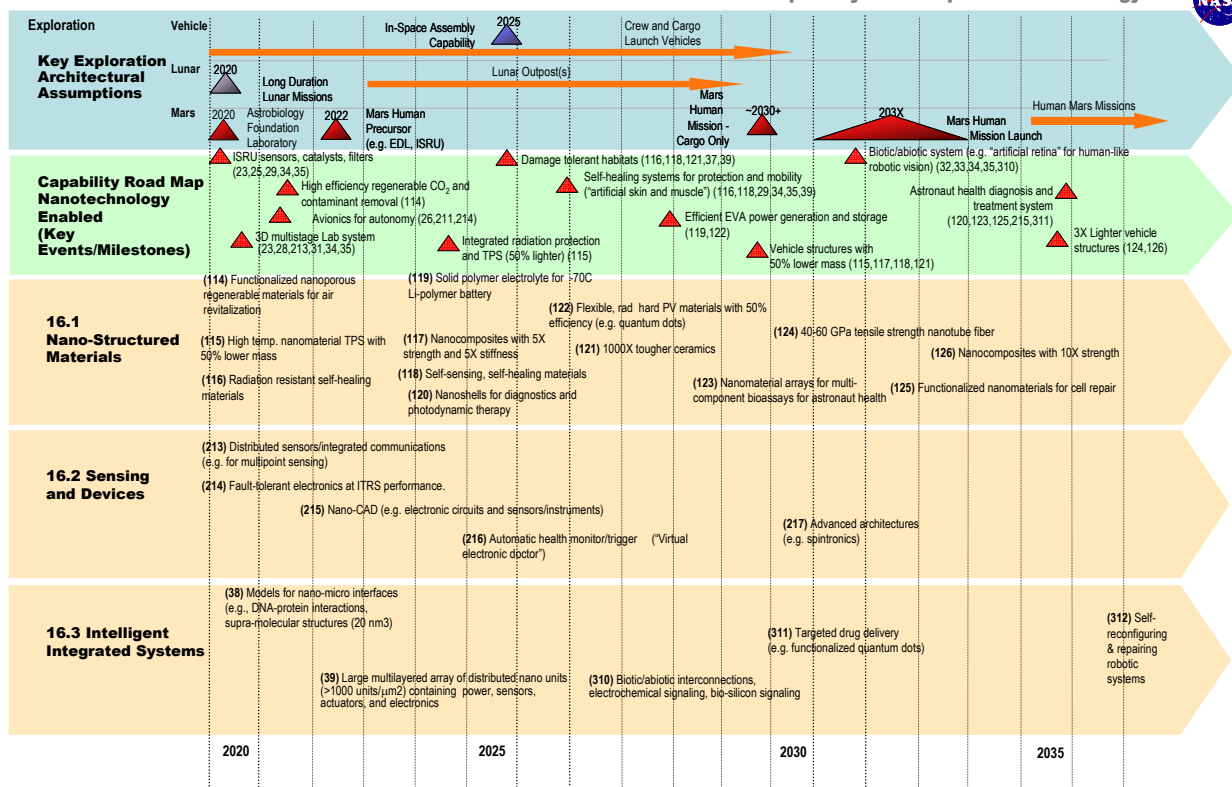 Exploration
Vehicle
In-Space Assembly
Capability
2025
Crew and Cargo
Launch Vehicles
Key Exploration
Architectural
Assumptions
Lunar
2020
Long Duration
Lunar Missions
Lunar Outpost(s)
Mars
2020
Astrobiology
Foundation
Laboratory
2022
Mars Human
Precursor
(e.g. EDL, ISRU)
Mars
Human
Mission -
Cargo Only
~2030+
203X
Mars Human
Mission Launch
Human Mars Missions
Capability Road Map
Nanotechnology
Enabled
(Key
Events/Milestones)
ISRU sensors, catalysts, filters
(23,25,29,34,35)
High efficiency regenerable CO2 and
contaminant removal (114)
Avionics for autonomy (26,211,214)
3D multistage Lab system
(23,28,213,31,34,35)
Damage tolerant habitats (116,118,121,37,39)
Self-healing systems for protection and mobility
("artificial skin and muscle") (116,118,29,34,35,39)
Efficient EVA power generation and storage
(119,122)
Integrated radiation protection
and TPS (50% lighter) (115)
Vehicle structures with
50% lower mass (115,117,118,121)
Biotic/abiotic system (e.g. "artificial retina" for human-like
robotic vision) (32,33,34,35,310)
Astronaut health diagnosis and
treatment system
(120,123,125,215,311)
3X Lighter vehicle
structures (124,126)
16.1
Nano-Structured
Materials
(114) Functionalized nanoporous
regenerable materials for air
revitalization
(115) High temp. nanomaterial TPS with
50% lower mass
(116) Radiation resistant self-healing
materials
(119) Solid polymer electrolyte for -70C
Li-polymer battery
(117) Nanocomposites with 5X
strength and 5X stiffness
(118) Self-sensing, self-healing materials
(120) Nanoshells for diagnostics and
photodynamic therapy
(122) Flexible, rad hard PV materials with 50%
efficiency (e.g. quantum dots)
(121) 1000X tougher ceramics
(123) Nanomaterial arrays for multi-
component bioassays for astronaut health
(124) 40-60 GPa tensile strength nanotube fiber
(126) Nanocomposites with 10X strength
(125) Functionalized nanomaterials for cell repair
16.2 Sensing
and Devices
(213) Distributed sensors/integrated communications
(e.g. for multipoint sensing)
(214) Fault-tolerant electronics at ITRS performance.
(215) Nano-CAD (e.g. electronic circuits and sensors/instruments)
(216) Automatic health monitor/trigger ("Virtual
electronic doctor")
(217) Advanced architectures
(e.g. spintronics)
16.3 Intelligent
Integrated Systems
(38) Models for nano-micro interfaces
(e.g., DNA-protein interactions,
supra-molecular structures (20 nm3)
(39) Large multilayered array of distributed nano units
(>1000 units/μm2) containing power, sensors,
actuators, and electronics
(310) Biotic/abiotic interconnections,
electrochemical signaling, bio-silicon signaling
(311) Targeted drug delivery
(e.g. functionalized quantum dots)
(312) Self-
reconfiguring
& repairing
robotic
systems
2020
2025
2030
2035